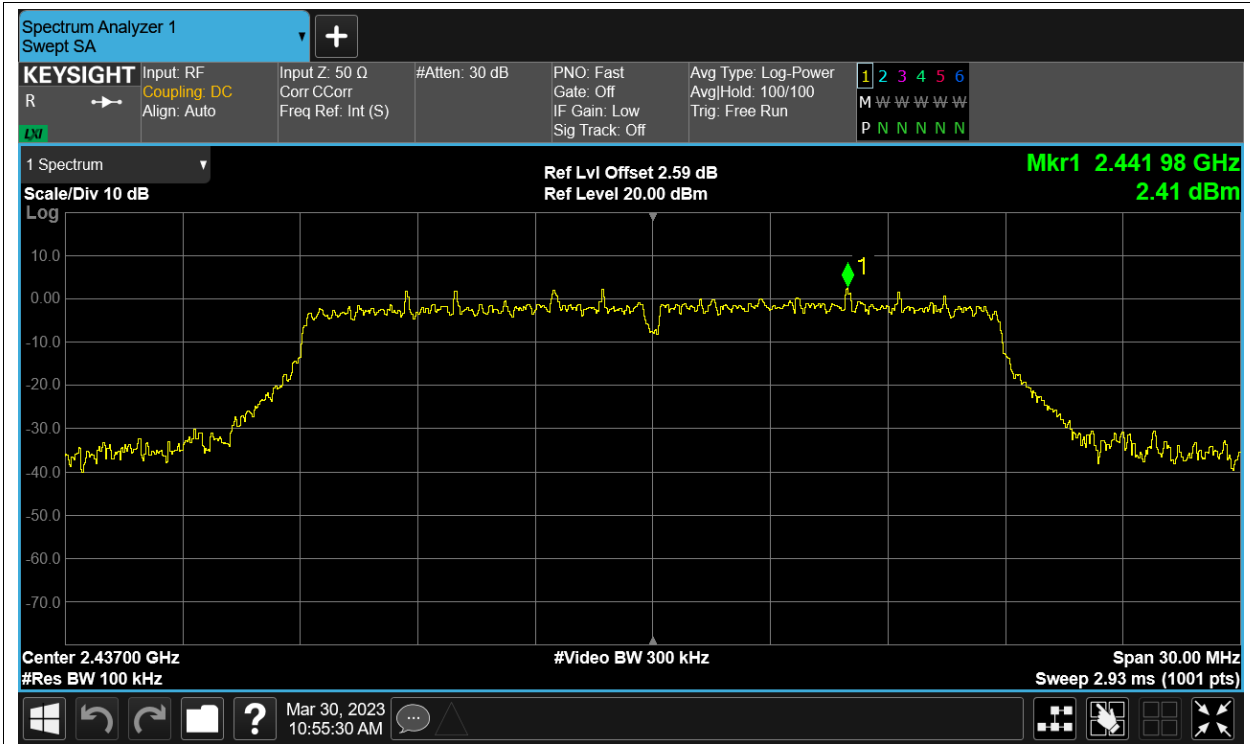 Spectrum Analyzer 1
Swept SA
KEYSIGHT
R
LXI
Input: RF
Coupling: DC
Align: Auto
Input Z: 50 Ω
Corr CCorr
Freq Ref: Int (S)
#Atten: 30 dB
PNO: Fast
Gate: Off
IF Gain: Low
Sig Track: Off
Avg Type: Log-Power
Avg|Hold: 100/100
Trig: Free Run
1 2 3 4 5 6
M W W W W W
P N N N N N
1 Spectrum
Scale/Div 10 dB
Ref Lvl Offset 2.59 dB
Ref Level 20.00 dBm
Mkr1 2.441 98 GHz
2.41 dBm
Log
10.0
0.00
-10.0
-20.0
-30.0
-40.0
-50.0
-60.0
-70.0
1
Center 2.43700 GHz
#Video BW 300 kHz
Span 30.00 MHz
#Res BW 100 kHz
Sweep 2.93 ms (1001 pts)
?
Mar 30, 2023
10:55:30 AM